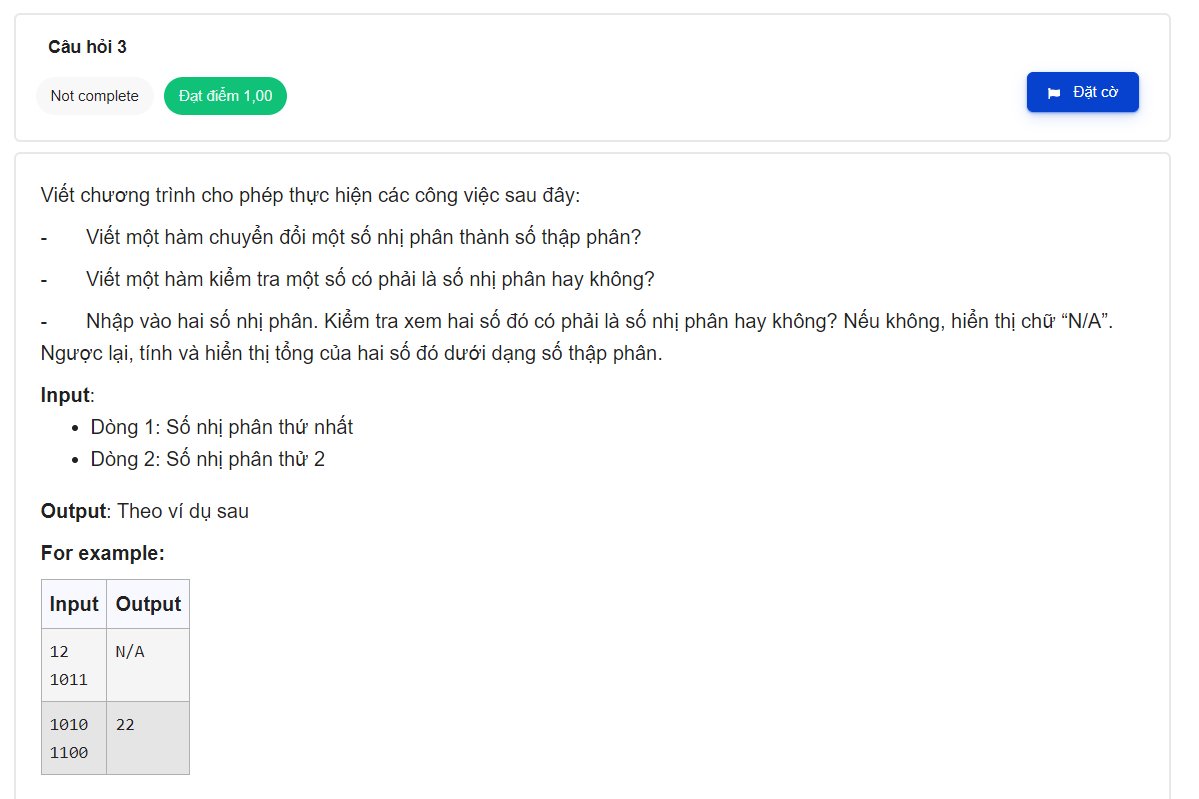 Câu hỏi 3
Not complete
Đạt điểm 1,00
Đặt cờ
Viết chương trình cho phép thực hiện các công việc sau đây:
- Viết một hàm chuyển đổi một số nhị phân thành số thập phân?
- Viết một hàm kiểm tra một số có phải là số nhị phân hay không?
- Nhập vào hai số nhị phân. Kiểm tra xem hai số đó có phải là số nhị phân hay không? Nếu không, hiển thị chữ “N/A”.
Ngược lại, tính và hiển thị tổng của hai số đó dưới dạng số thập phân.
Input:
• Dòng 1: Số nhị phân thứ nhất
• Dòng 2: Số nhị phân thử 2
Output: Theo ví dụ sau
For example:
Input Output
12 N/A
1011
1010 22
1100